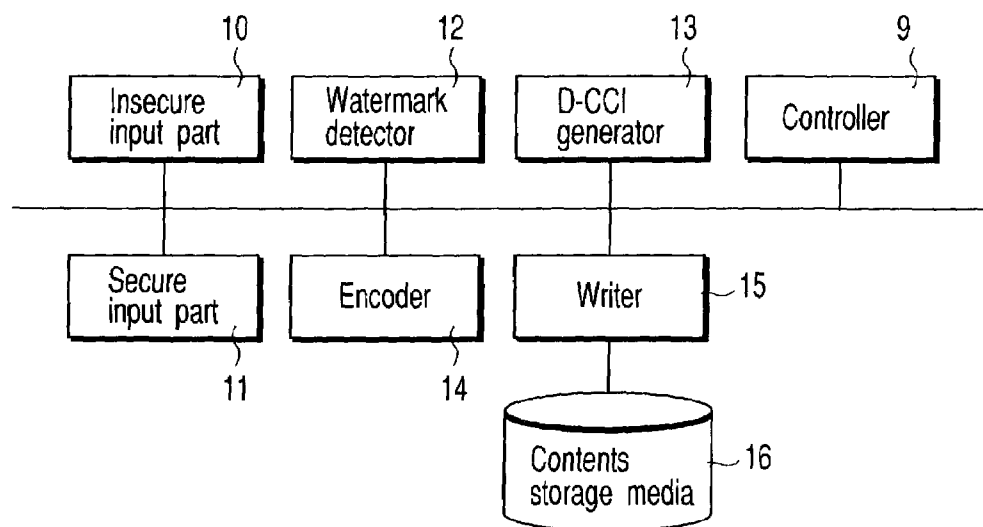 10
12
13
9
Insecure
input part
Watermark
detector
D-CCI
generator
Controller
Secure
input part
Encoder
Writer
15
11
14
Contents
storage media
16